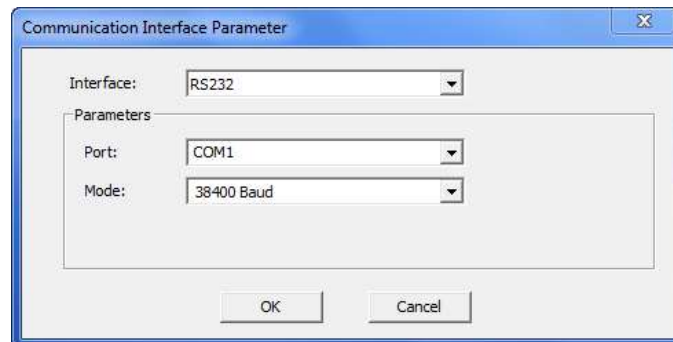 Communication Interface Parameter
Interface: RS232
Parameters
Port: COM1
Mode: 38400 Baud
OK Cancel